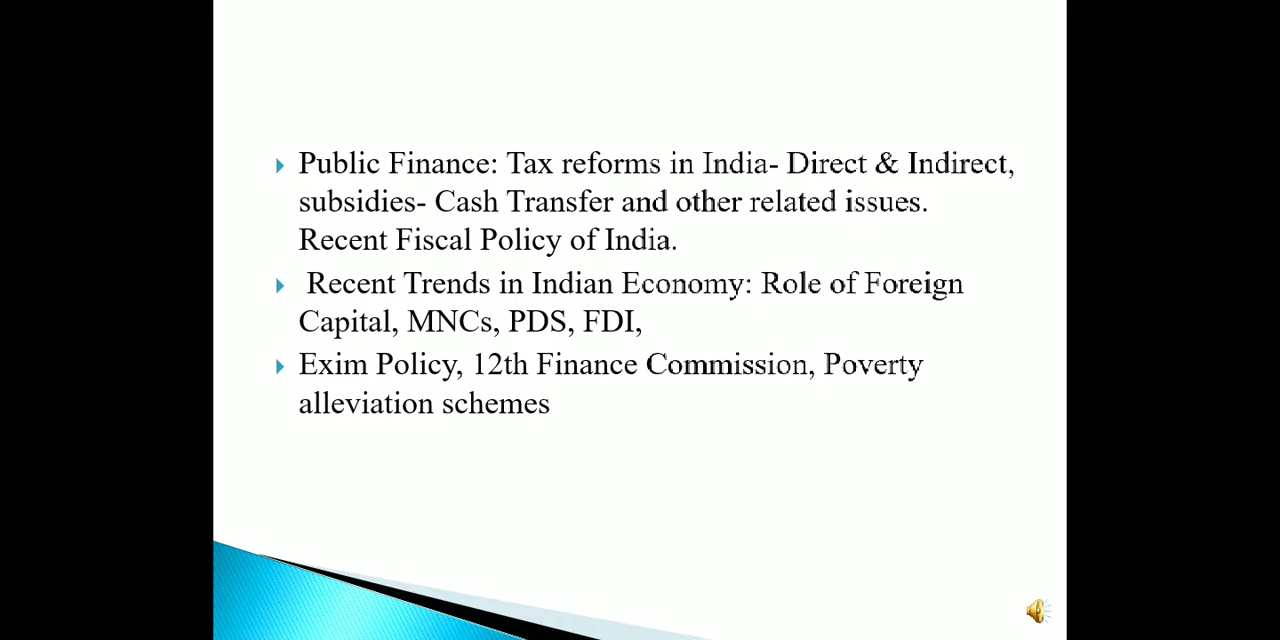 Public Finance: Tax reforms in India- Direct & Indirect,
subsidies- Cash Transfer and other related issues.
Recent Fiscal Policy of India.
Recent Trends in Indian Economy: Role of Foreign
Capital, MNCs, PDS, FDI,
Exim Policy, 12th Finance Commission, Poverty
alleviation schemes